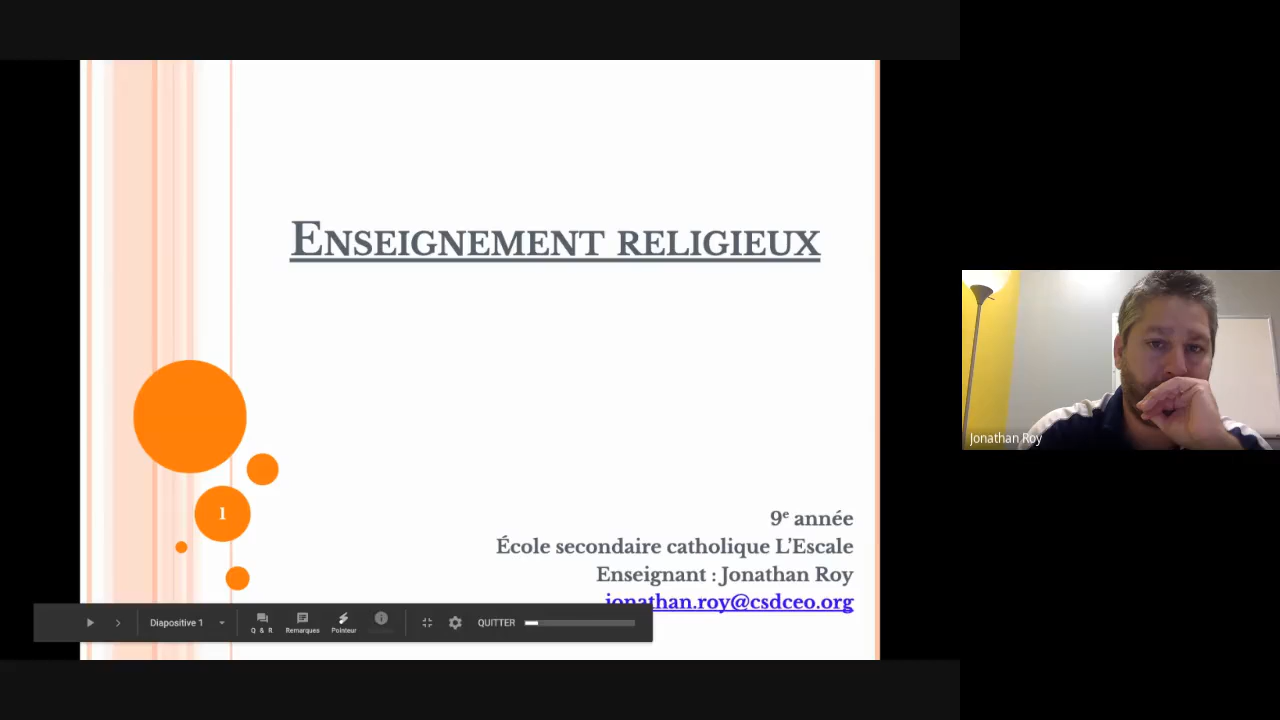 Enseignement religieux
1
9e année
École secondaire catholique L’Escale
Enseignant : Jonathan Roy
jonathan.roy@csdceo.org
Diapositive 1
Q & R
Remarques
Pointeur
QUITTER
Jonathan Roy